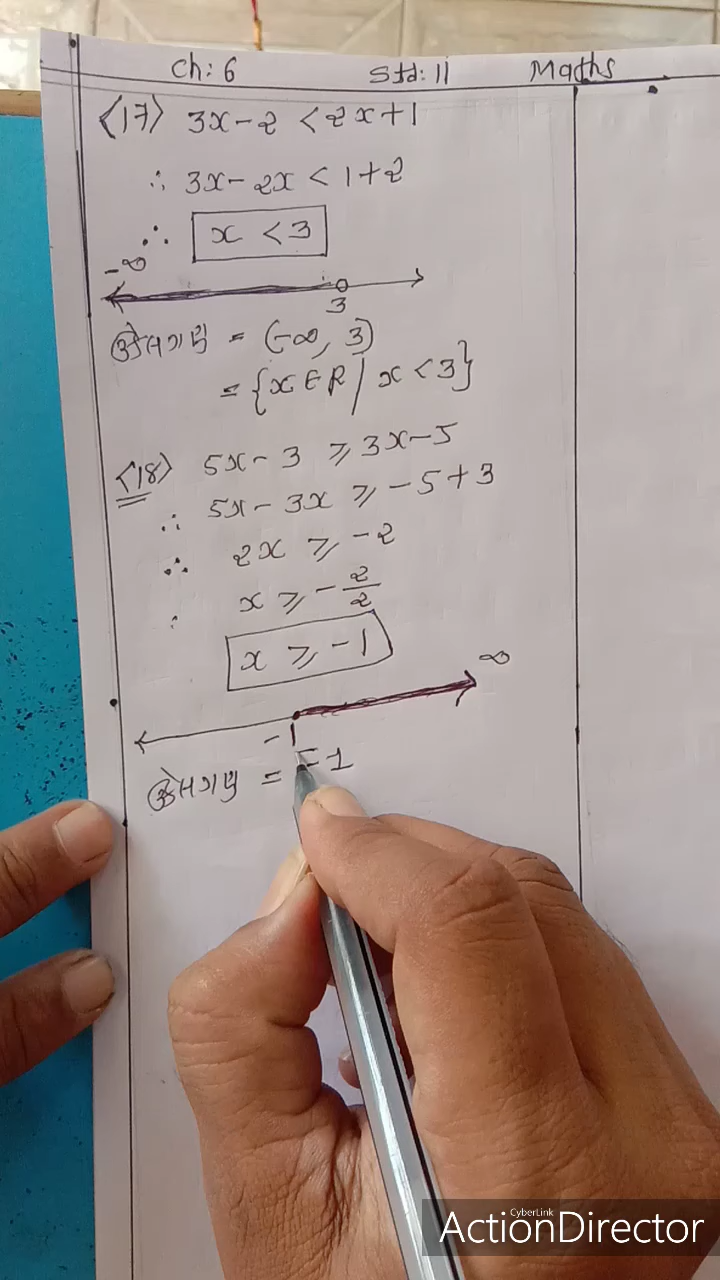 Ch: 6 Std: 11 Maths
<17> 3x-2 < 2x+1
∴ 3x-2x < 1+2
∴ x < 3
-∞
3
ઉકેલગણ = (-∞, 3)
= {x∈R / x < 3}
<18> 5x-3 ⩾ 3x-5
∴ 5x-3x ⩾ -5+3
∴ 2x ⩾ -2
x ⩾ -2/2
x ⩾ -1
∞
-1
ઉકેલગણ = -1
CyberLink
ActionDirector